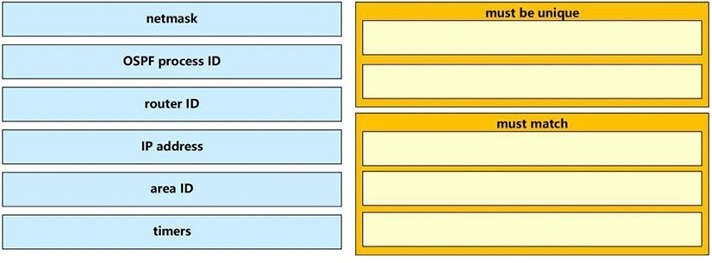 netmask
OSPF process ID
router ID
IP address
area ID
timers
must be unique
must match